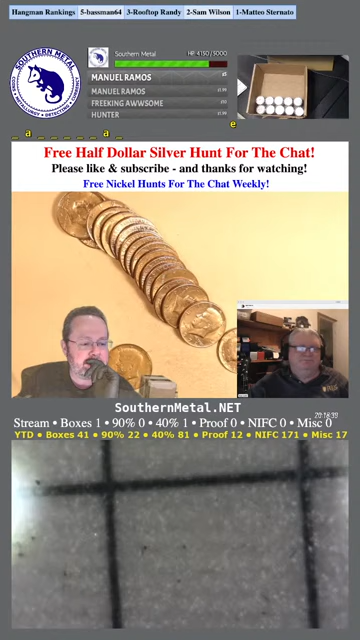 Hangman Rankings 5-bassman64 3-Rooftop Randy 2-Sam Wilson 1-Matteo Sternato
SOUTHERN METAL
COINS • METALLURGY • DETECTING • COMEDY
Southern Metal HP 4150/5000
MANUEL RAMOS
MANUEL RAMOS
FREEKING AWWSOME
HUNTER
_ a _ _ _ _ _ a _
e
Free Half Dollar Silver Hunt For The Chat!
Please like & subscribe - and thanks for watching!
Free Nickel Hunts For The Chat Weekly!
SouthernMetal.NET
Stream • Boxes 1 • 90% 0 • 40% 1 • Proof 0 • NIFC 0 • Misc 0
YTD • Boxes 41 • 90% 22 • 40% 81 • Proof 12 • NIFC 171 • Misc 17